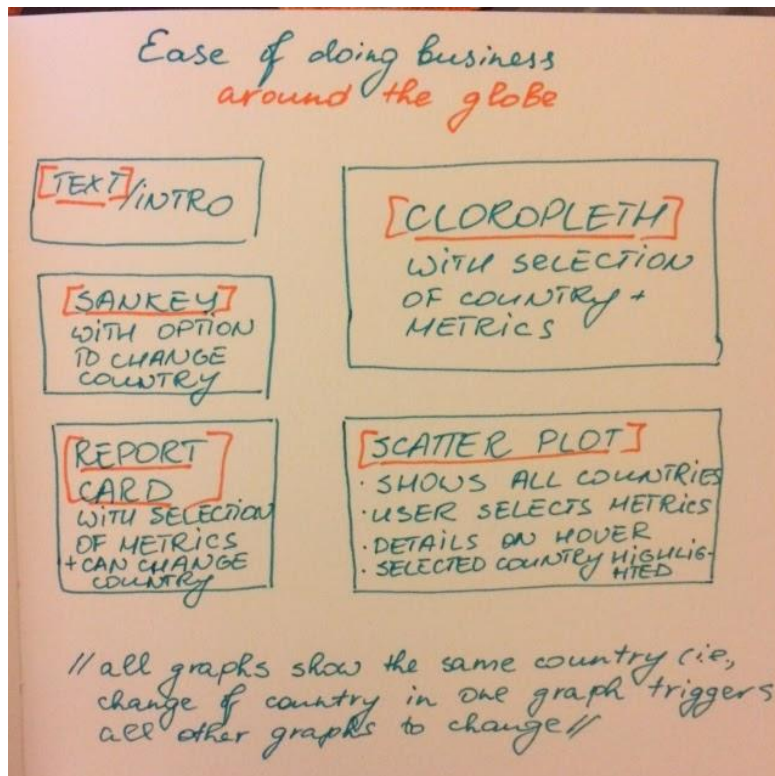 Ease of doing business
around the globe
[TEXT]/INTRO
[CLOROPLETH]
WITH SELECTION
OF COUNTRY +
METRICS
[SANKEY]
WITH OPTION
TO CHANGE
COUNTRY
[REPORT
CARD]
WITH SELECTION
OF METRICS
+ CAN CHANGE
COUNTRY
[SCATTER PLOT]
· SHOWS ALL COUNTRIES
· USER SELECTS METRICS
· DETAILS ON HOVER
· SELECTED COUNTRY HIGHLIG-
HTED
// all graphs show the same country (i.e.,
change of country in one graph triggers
all other graphs to change //